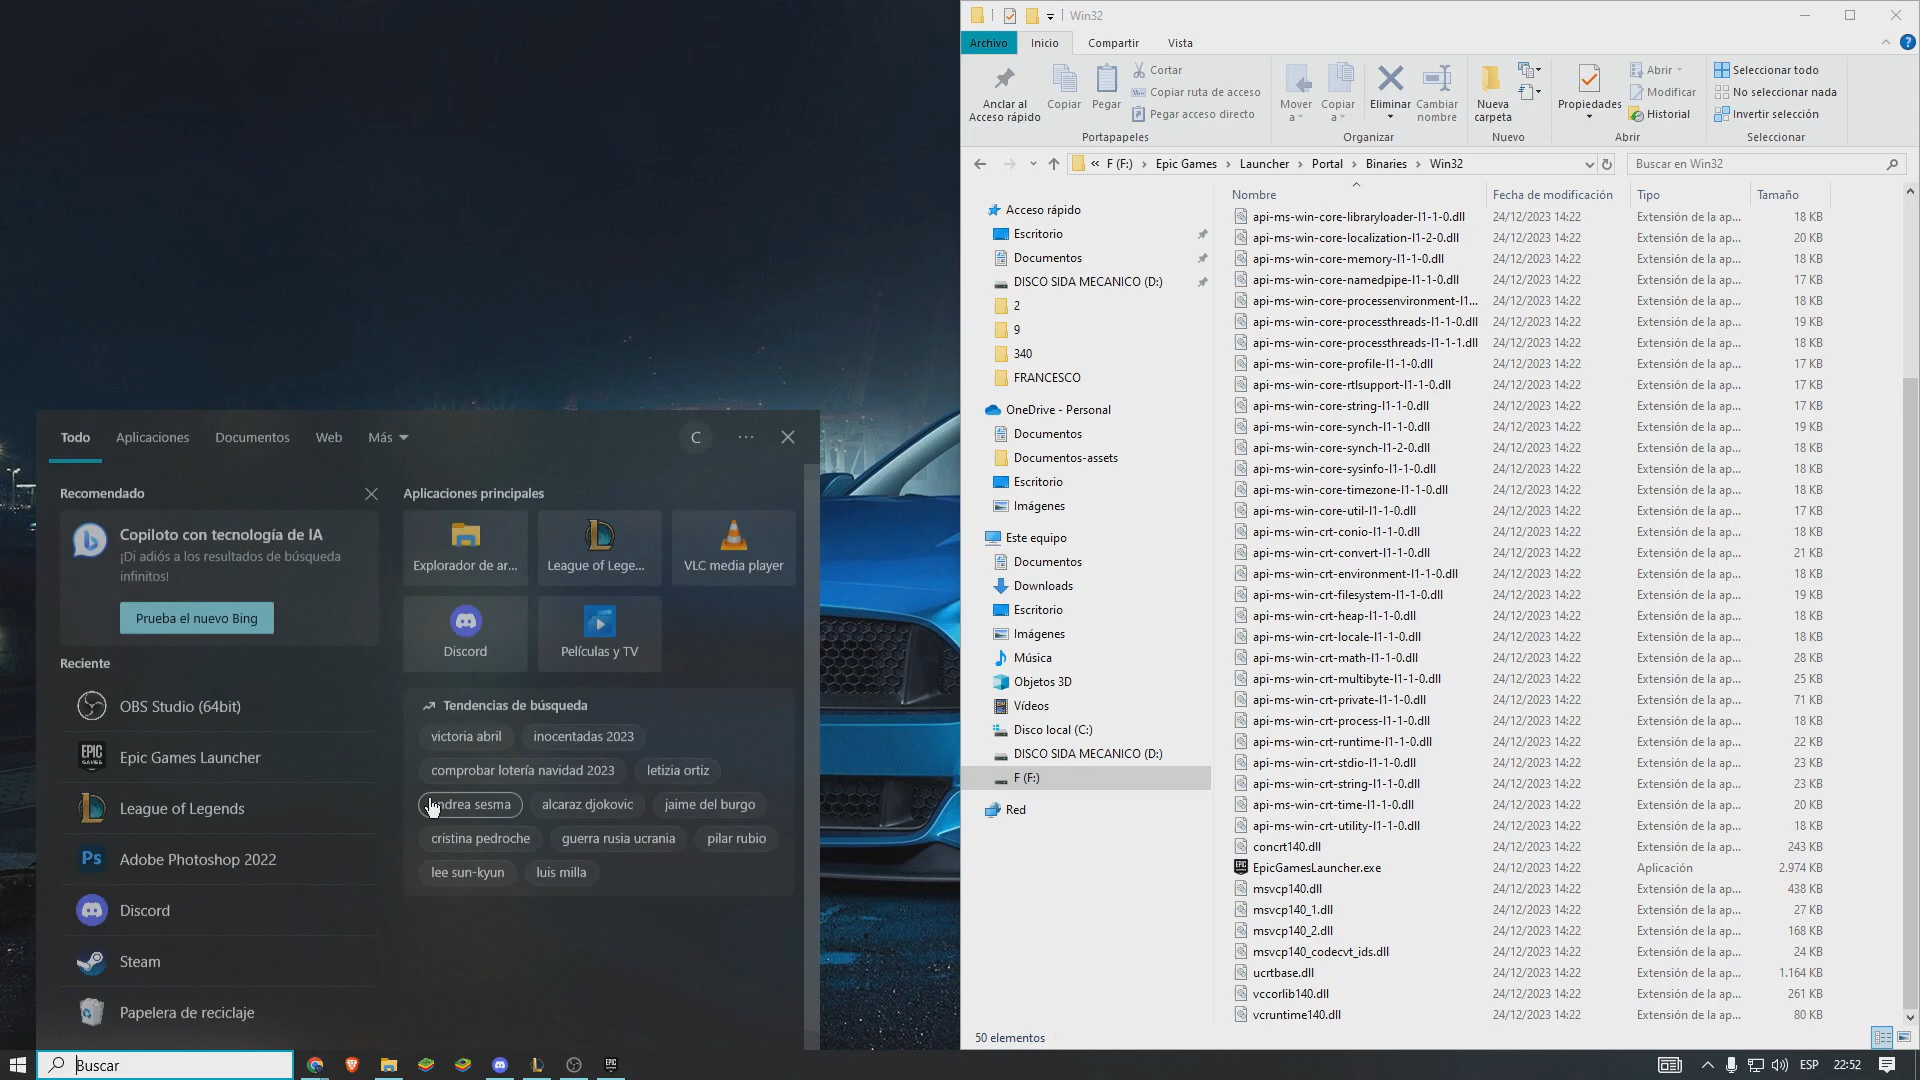 Win32
Archivo
Inicio
Compartir
Vista
Anclar al
Acceso rápido
Copiar
Pegar
Cortar
Copiar ruta de acceso
Pegar acceso directo
Portapapeles
Mover
a
Copiar
a
Eliminar
Cambiar
nombre
Organizar
Nueva
carpeta
Nuevo
Propiedades
Abrir
Modificar
Historial
Abrir
Seleccionar todo
No seleccionar nada
Invertir selección
Seleccionar
« F (F:) › Epic Games › Launcher › Portal › Binaries › Win32
Buscar en Win32
Acceso rápido
Escritorio
Documentos
DISCO SIDA MECANICO (D:)
2
9
340
FRANCESCO
OneDrive - Personal
Documentos
Documentos-assets
Escritorio
Imágenes
Este equipo
Documentos
Downloads
Escritorio
Imágenes
Música
Objetos 3D
Vídeos
Disco local (C:)
DISCO SIDA MECANICO (D:)
F (F:)
Red
Nombre Fecha de modificación Tipo Tamaño
api-ms-win-core-libraryloader-l1-1-0.dll 24/12/2023 14:22 Extensión de la ap... 18 KB
api-ms-win-core-localization-l1-2-0.dll 24/12/2023 14:22 Extensión de la ap... 20 KB
api-ms-win-core-memory-l1-1-0.dll 24/12/2023 14:22 Extensión de la ap... 18 KB
api-ms-win-core-namedpipe-l1-1-0.dll 24/12/2023 14:22 Extensión de la ap... 17 KB
api-ms-win-core-processenvironment-l1... 24/12/2023 14:22 Extensión de la ap... 18 KB
api-ms-win-core-processthreads-l1-1-0.dll 24/12/2023 14:22 Extensión de la ap... 19 KB
api-ms-win-core-processthreads-l1-1-1.dll 24/12/2023 14:22 Extensión de la ap... 18 KB
api-ms-win-core-profile-l1-1-0.dll 24/12/2023 14:22 Extensión de la ap... 17 KB
api-ms-win-core-rtlsupport-l1-1-0.dll 24/12/2023 14:22 Extensión de la ap... 17 KB
api-ms-win-core-string-l1-1-0.dll 24/12/2023 14:22 Extensión de la ap... 17 KB
api-ms-win-core-synch-l1-1-0.dll 24/12/2023 14:22 Extensión de la ap... 19 KB
api-ms-win-core-synch-l1-2-0.dll 24/12/2023 14:22 Extensión de la ap... 18 KB
api-ms-win-core-sysinfo-l1-1-0.dll 24/12/2023 14:22 Extensión de la ap... 18 KB
api-ms-win-core-timezone-l1-1-0.dll 24/12/2023 14:22 Extensión de la ap... 18 KB
api-ms-win-core-util-l1-1-0.dll 24/12/2023 14:22 Extensión de la ap... 17 KB
api-ms-win-crt-conio-l1-1-0.dll 24/12/2023 14:22 Extensión de la ap... 18 KB
api-ms-win-crt-convert-l1-1-0.dll 24/12/2023 14:22 Extensión de la ap... 21 KB
api-ms-win-crt-environment-l1-1-0.dll 24/12/2023 14:22 Extensión de la ap... 18 KB
api-ms-win-crt-filesystem-l1-1-0.dll 24/12/2023 14:22 Extensión de la ap... 19 KB
api-ms-win-crt-heap-l1-1-0.dll 24/12/2023 14:22 Extensión de la ap... 18 KB
api-ms-win-crt-locale-l1-1-0.dll 24/12/2023 14:22 Extensión de la ap... 18 KB
api-ms-win-crt-math-l1-1-0.dll 24/12/2023 14:22 Extensión de la ap... 28 KB
api-ms-win-crt-multibyte-l1-1-0.dll 24/12/2023 14:22 Extensión de la ap... 25 KB
api-ms-win-crt-private-l1-1-0.dll 24/12/2023 14:22 Extensión de la ap... 71 KB
api-ms-win-crt-process-l1-1-0.dll 24/12/2023 14:22 Extensión de la ap... 18 KB
api-ms-win-crt-runtime-l1-1-0.dll 24/12/2023 14:22 Extensión de la ap... 22 KB
api-ms-win-crt-stdio-l1-1-0.dll 24/12/2023 14:22 Extensión de la ap... 23 KB
api-ms-win-crt-string-l1-1-0.dll 24/12/2023 14:22 Extensión de la ap... 23 KB
api-ms-win-crt-time-l1-1-0.dll 24/12/2023 14:22 Extensión de la ap... 20 KB
api-ms-win-crt-utility-l1-1-0.dll 24/12/2023 14:22 Extensión de la ap... 18 KB
concrt140.dll 24/12/2023 14:22 Extensión de la ap... 243 KB
EpicGamesLauncher.exe 24/12/2023 14:22 Aplicación 2.974 KB
msvcp140.dll 24/12/2023 14:22 Extensión de la ap... 438 KB
msvcp140_1.dll 24/12/2023 14:22 Extensión de la ap... 27 KB
msvcp140_2.dll 24/12/2023 14:22 Extensión de la ap... 168 KB
msvcp140_codecvt_ids.dll 24/12/2023 14:22 Extensión de la ap... 24 KB
ucrtbase.dll 24/12/2023 14:22 Extensión de la ap... 1.164 KB
vccorlib140.dll 24/12/2023 14:22 Extensión de la ap... 261 KB
vcruntime140.dll 24/12/2023 14:22 Extensión de la ap... 80 KB
50 elementos
Todo Aplicaciones Documentos Web Más
C
Recomendado
Copiloto con tecnología de IA
¡Di adiós a los resultados de búsqueda
infinitos!
Prueba el nuevo Bing
Reciente
OBS Studio (64bit)
EPIC
GAMES
Epic Games Launcher
League of Legends
Ps
Adobe Photoshop 2022
Discord
Steam
Papelera de reciclaje
Aplicaciones principales
Explorador de ar...
League of Lege...
VLC media player
Discord
Películas y TV
Tendencias de búsqueda
victoria abril
inocentadas 2023
comprobar lotería navidad 2023
letizia ortiz
ndrea sesma
alcaraz djokovic
jaime del burgo
cristina pedroche
guerra rusia ucrania
pilar rubio
lee sun-kyun
luis milla
Buscar
EPIC
ESP
22:52